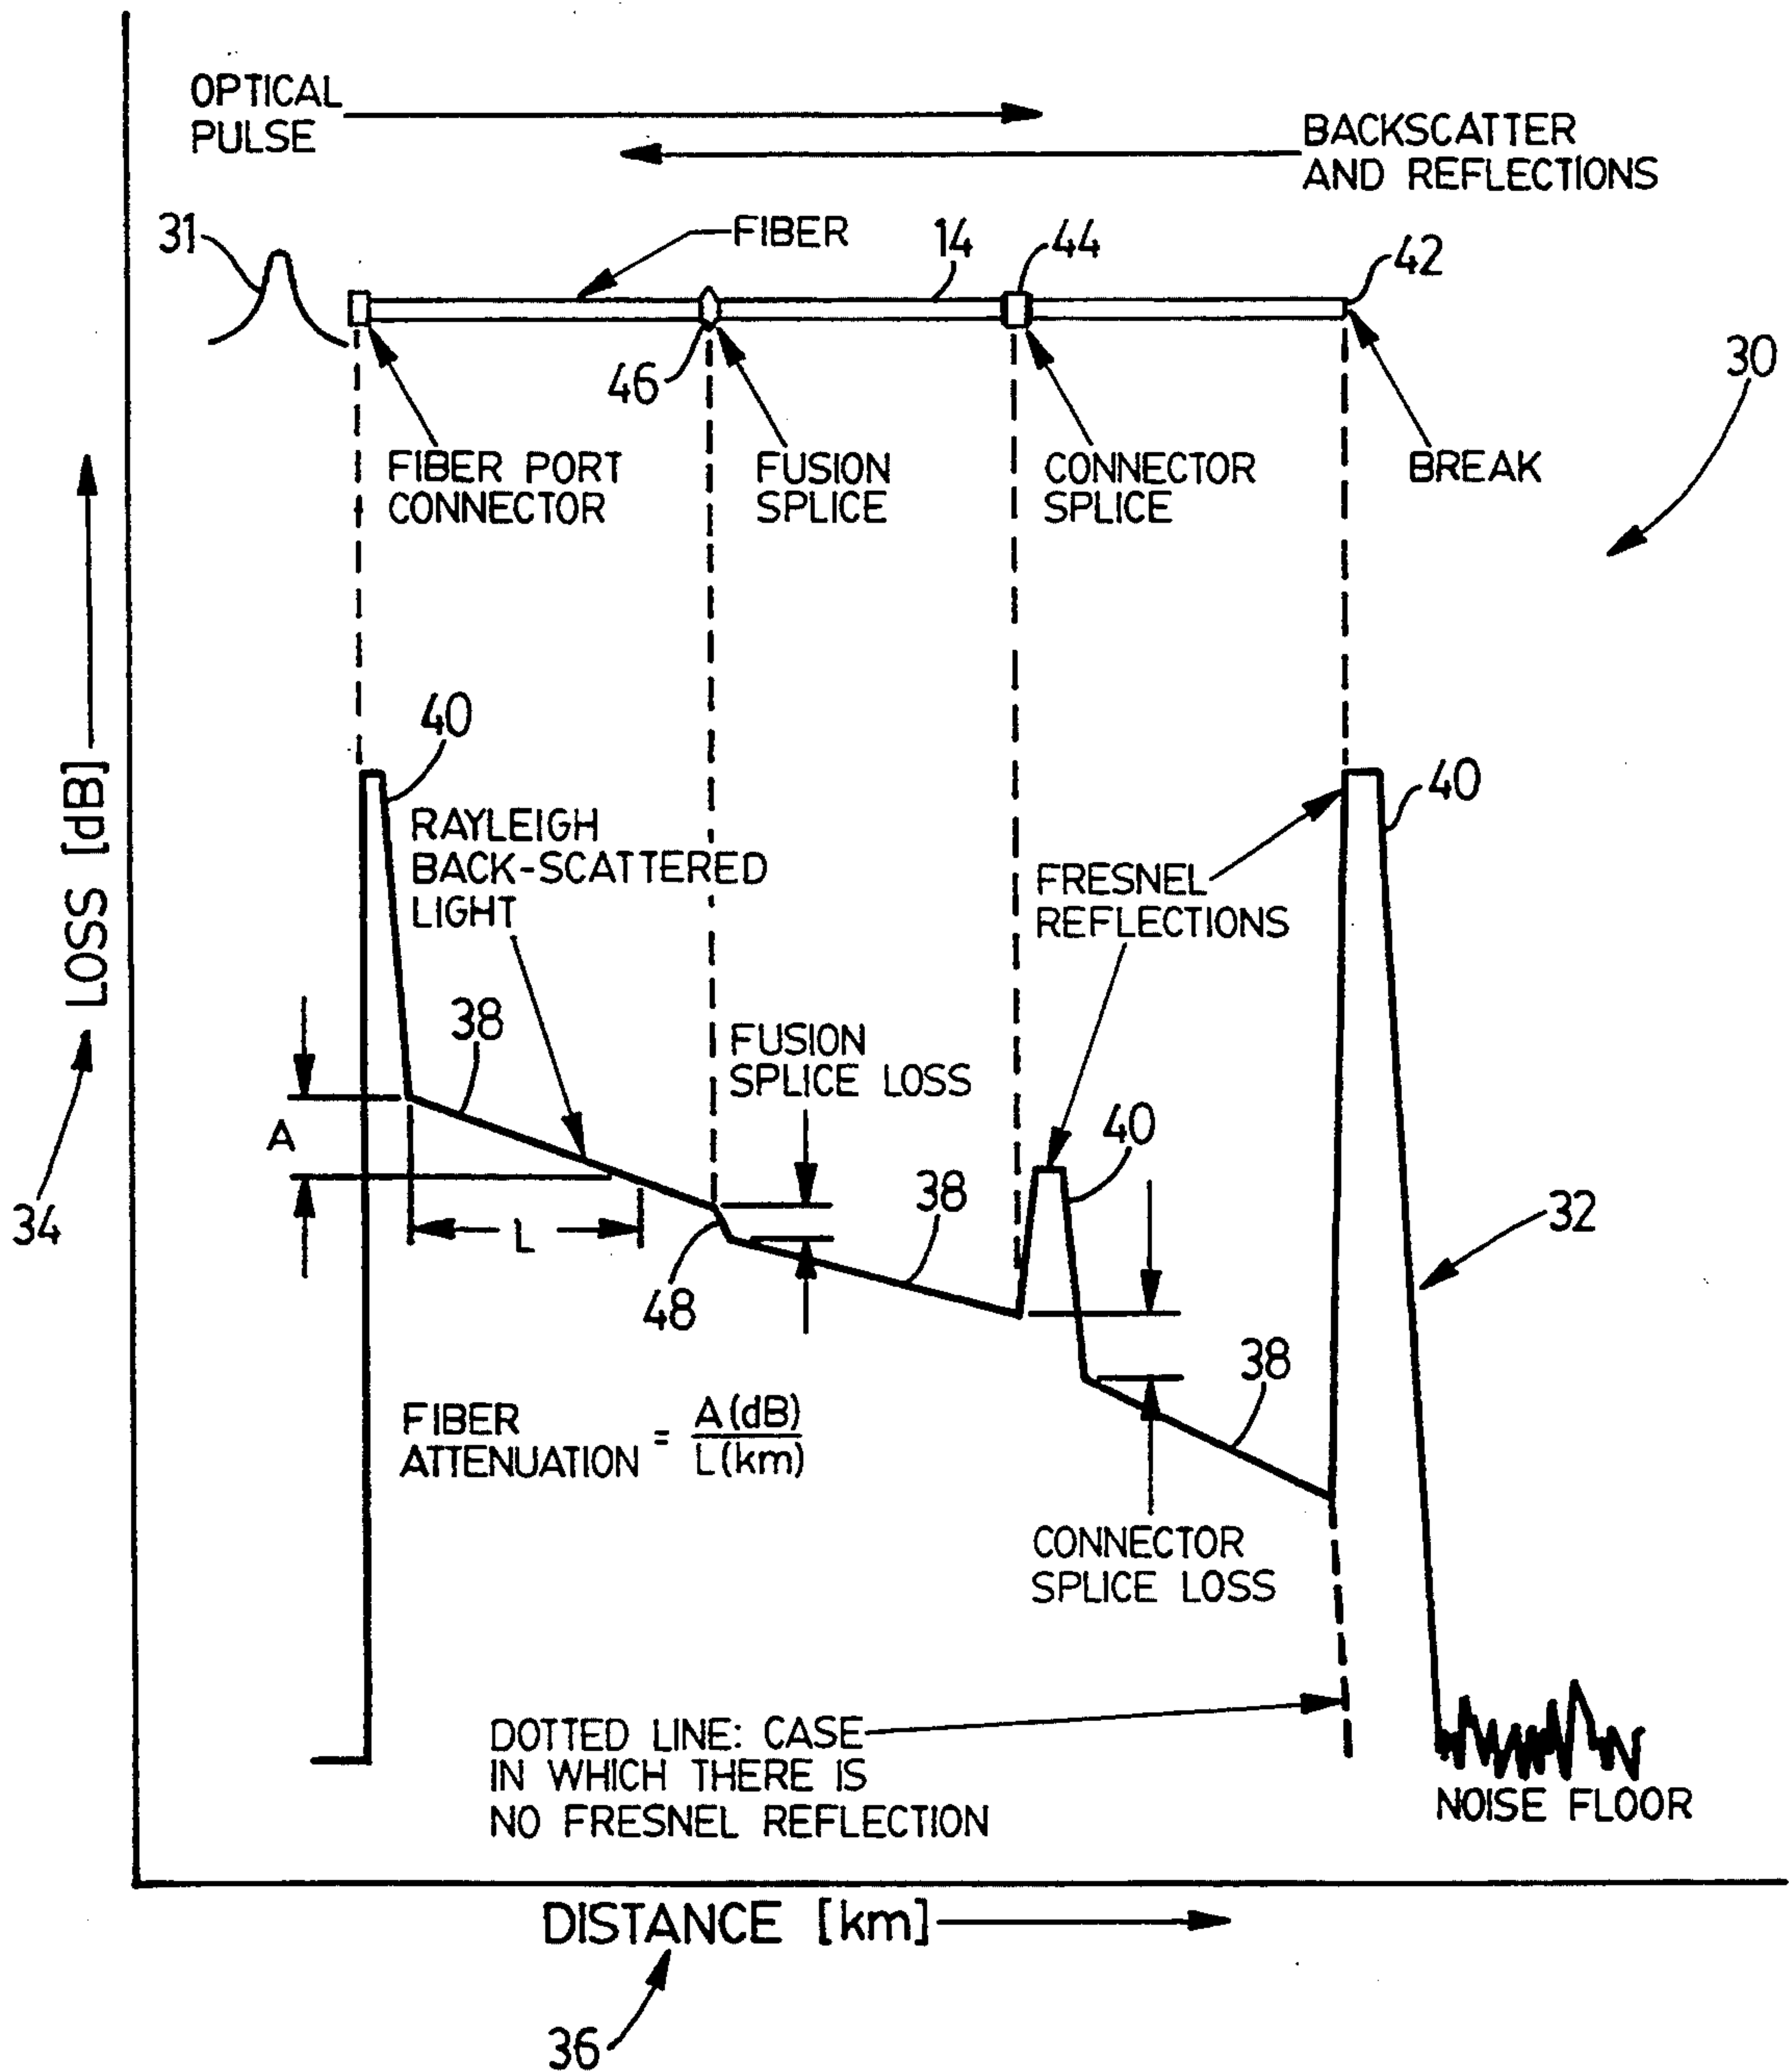 OPTICAL
PULSE
BACKSCATTER
AND REFLECTIONS
31
FIBER
14
44
42
46
30
FIBER PORT
CONNECTOR
FUSION
SPLICE
CONNECTOR
SPLICE
BREAK
LOSS [dB]
34
40
RAYLEIGH
BACK-SCATTERED
LIGHT
FRESNEL
REFLECTIONS
40
38
FUSION
SPLICE LOSS
A
L
48
38
40
32
38
FIBER
ATTENUATION = A(dB)
L(km)
CONNECTOR
SPLICE LOSS
DOTTED LINE: CASE
IN WHICH THERE IS
NO FRESNEL REFLECTION
NOISE FLOOR
DISTANCE [km]
36